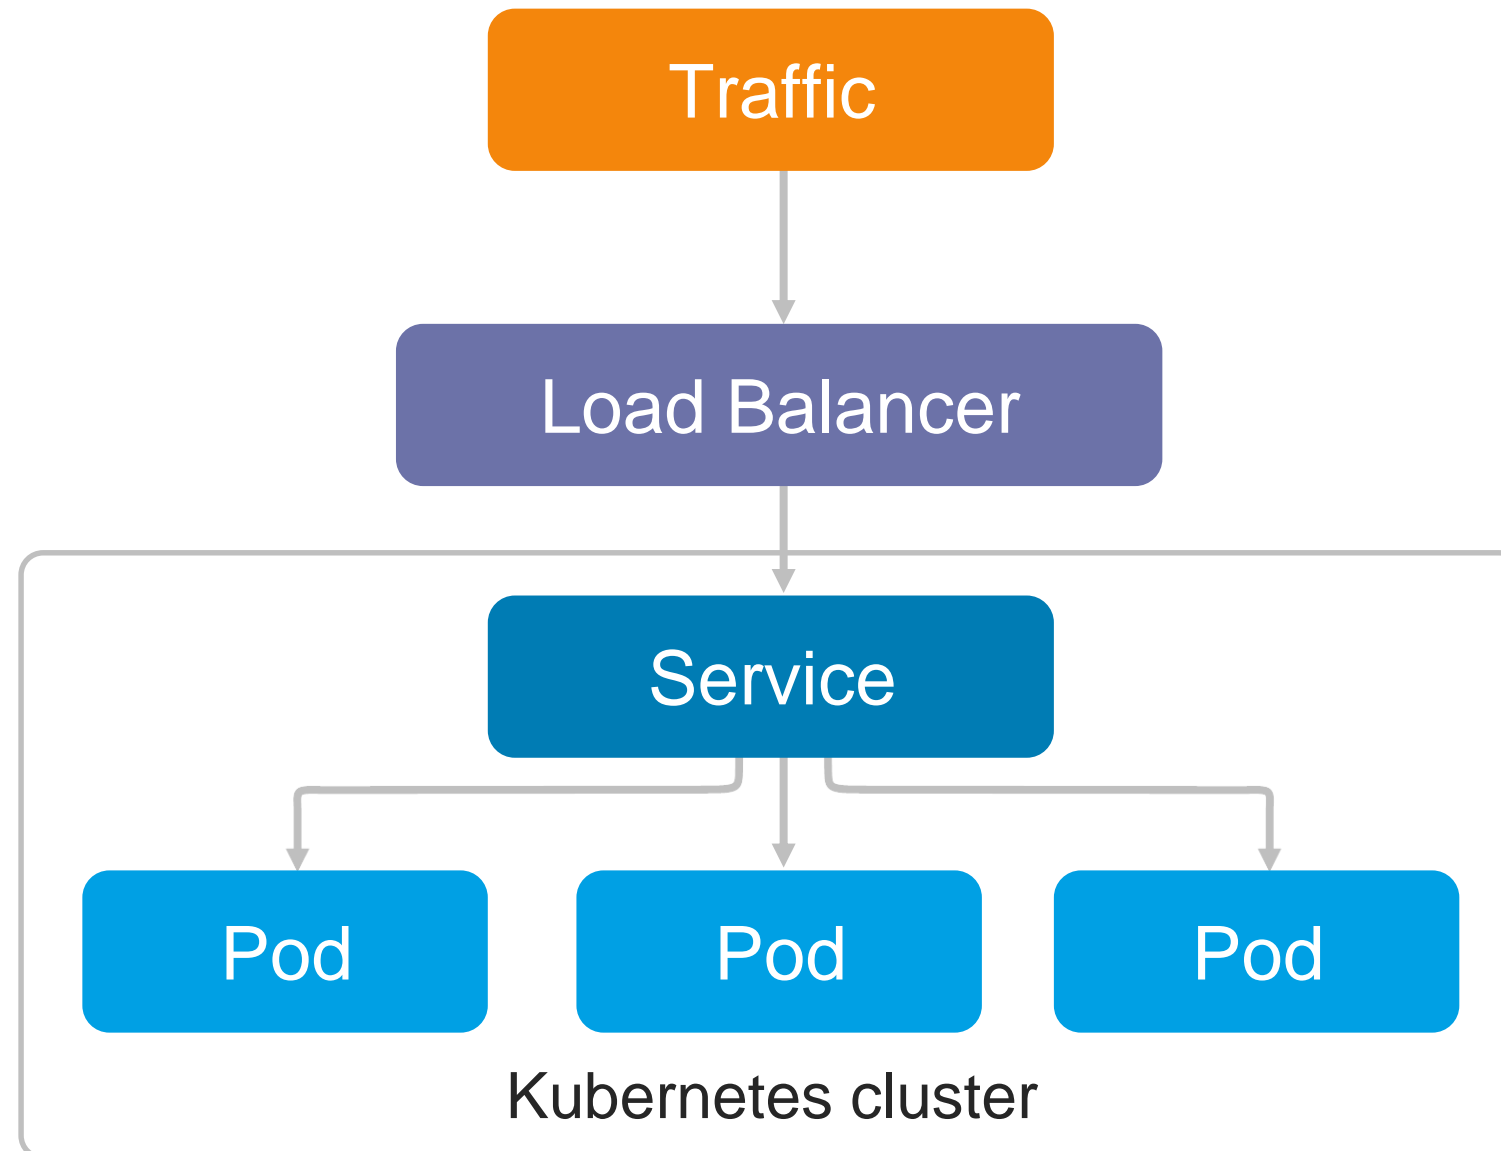 Traffic
Load Balancer
Service
Pod
Pod
Pod
Kubernetes cluster